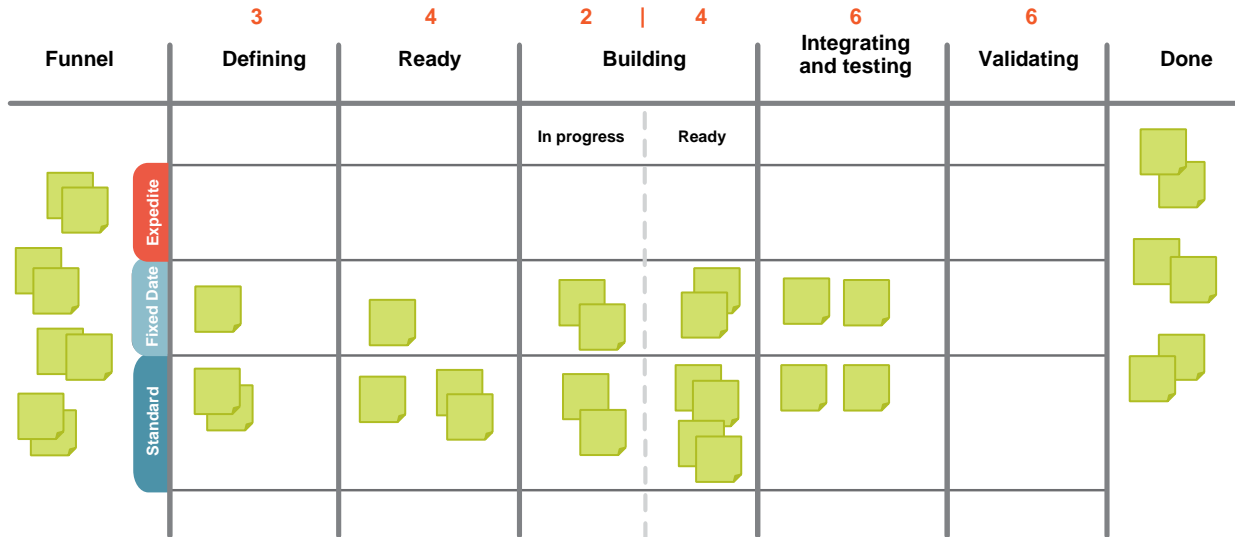 3 4 2 | 4 6 6
Funnel Defining Ready Building Integrating and testing Validating Done
In progress Ready
Expedite
Fixed Date
Standard